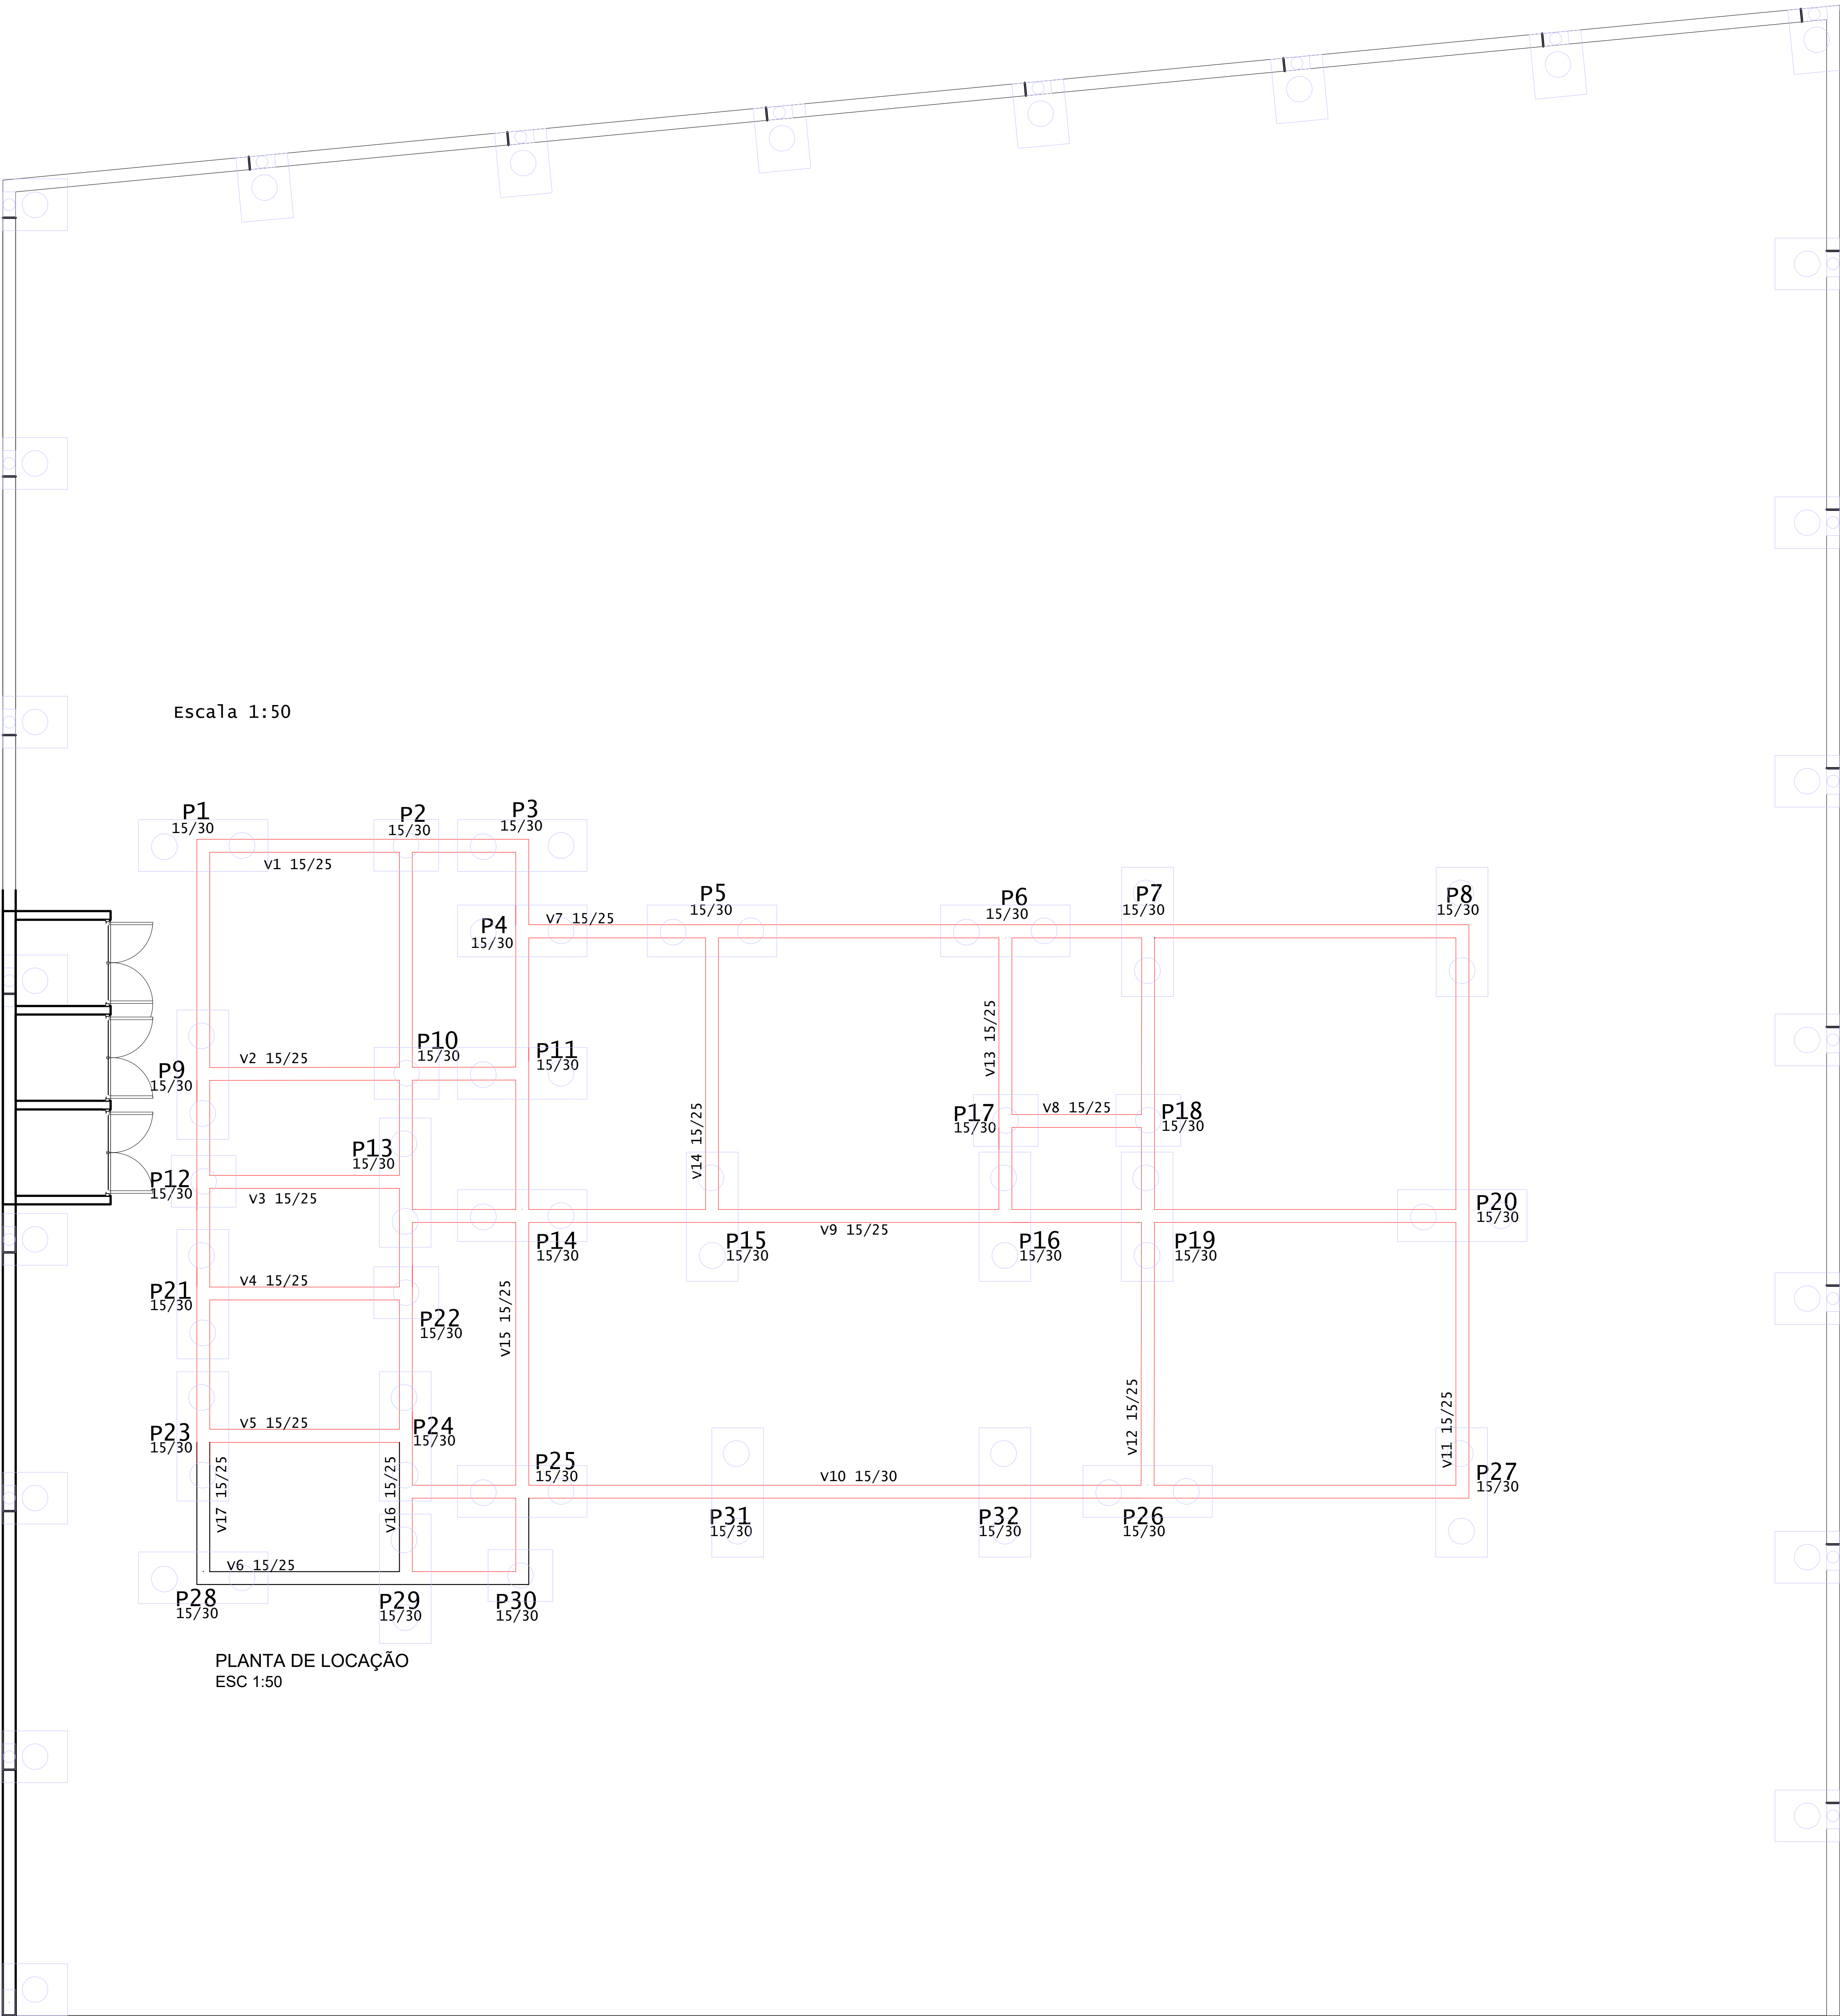 Escala 1:50
P1
15/30
P2
15/30
P3
15/30
V1 15/25
P4
15/30
V7 15/25
P5
15/30
P6
15/30
P7
15/30
P8
15/30
V2 15/25
P9
15/30
P10
15/30
P11
15/30
V13 15/25
V14 15/25
P17
15/30
V8 15/25
P18
15/30
P13
15/30
P12
15/30
V3 15/25
P14
15/30
P15
15/30
V9 15/25
P16
15/30
P19
15/30
P20
15/30
P21
15/30
V4 15/25
P22
15/30
V15 15/25
P23
15/30
V5 15/25
P24
15/30
V12 15/25
V11 15/25
V17 15/25
V16 15/25
P25
15/30
V10 15/30
P27
15/30
P31
15/30
P32
15/30
P26
15/30
V6 15/25
P28
15/30
P29
15/30
P30
15/30
PLANTA DE LOCAÇÃO
ESC 1:50